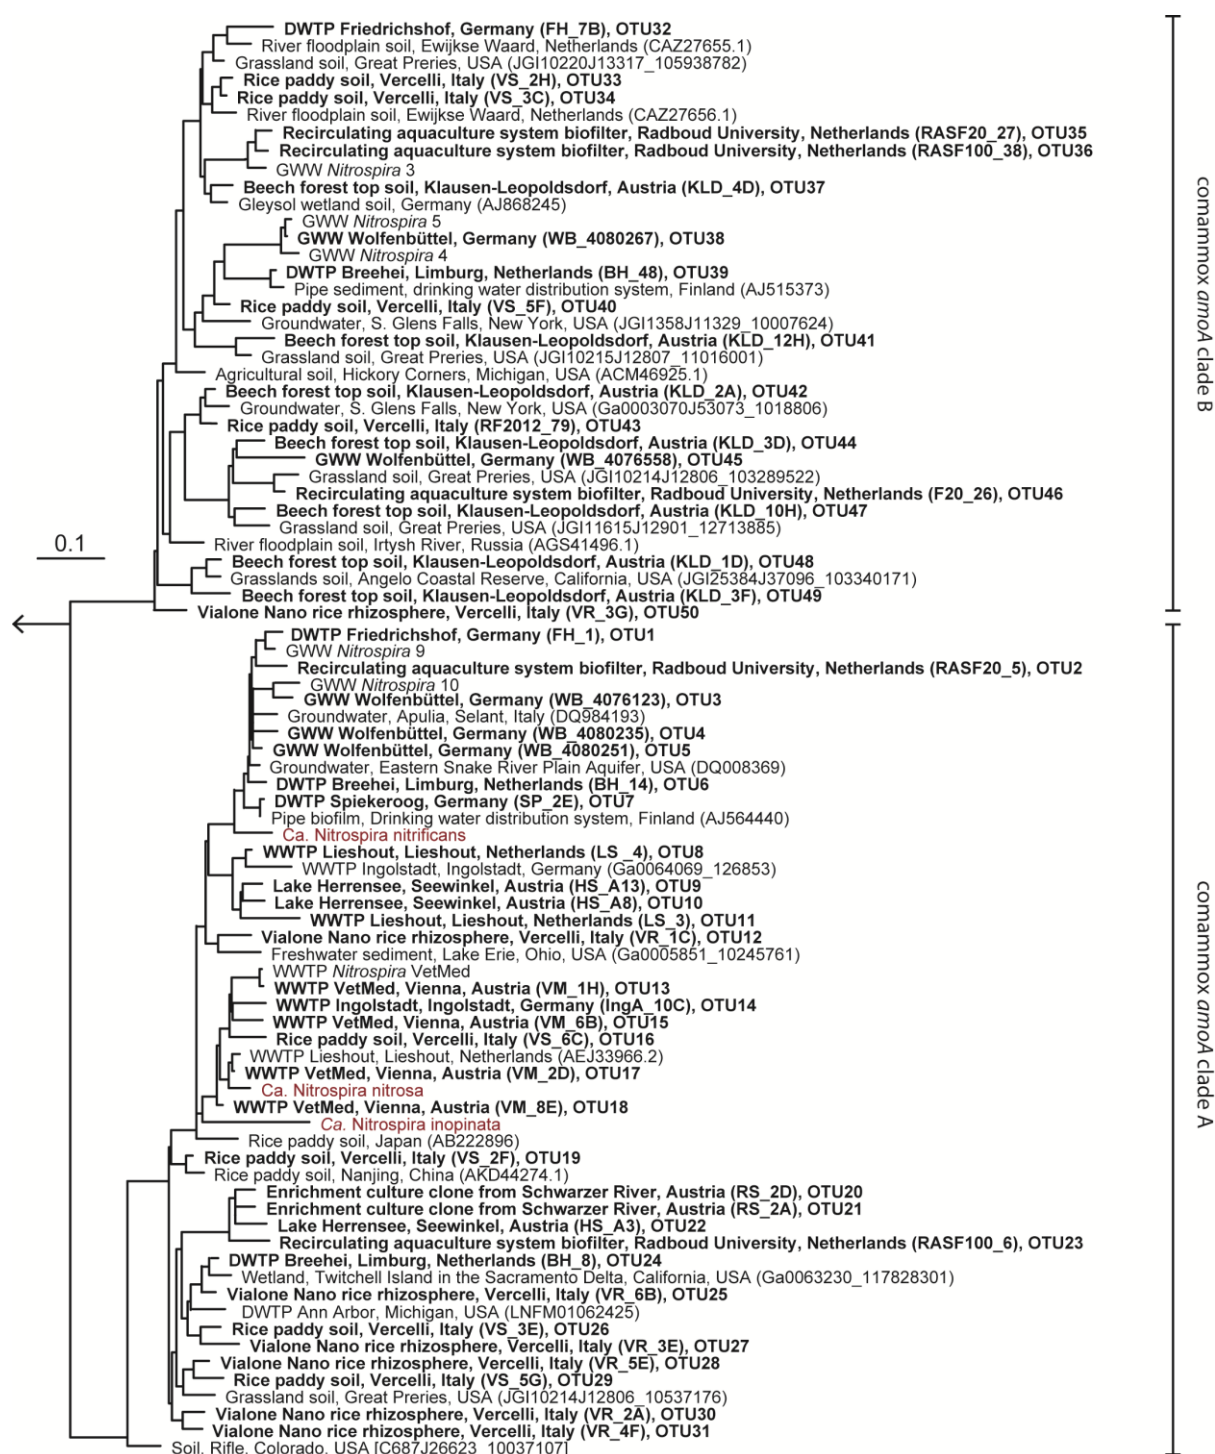 DWTP Friedrichshof, Germany (FH_7B), OTU32
River floodplain soil, Ewijkse Waard, Netherlands (CAZ27655.1)
Grassland soil, Great Preries, USA (JGI10220J13317_105938782)
Rice paddy soil, Vercelli, Italy (VS_2H), OTU33
Rice paddy soil, Vercelli, Italy (VS_3C), OTU34
River floodplain soil, Ewijkse Waard, Netherlands (CAZ27656.1)
Recirculating aquaculture system biofilter, Radboud University, Netherlands (RASF20_27), OTU35
Recirculating aquaculture system biofilter, Radboud University, Netherlands (RASF100_38), OTU36
GWW Nitrospira 3
Beech forest top soil, Klausen-Leopoldsdorf, Austria (KLD_4D), OTU37
Gleysol wetland soil, Germany (AJ868245)
GWW Nitrospira 5
GWW Wolfenbüttel, Germany (WB_4080267), OTU38
GWW Nitrospira 4
DWTP Breehei, Limburg, Netherlands (BH_48), OTU39
Pipe sediment, drinking water distribution system, Finland (AJ515373)
Rice paddy soil, Vercelli, Italy (VS_5F), OTU40
Groundwater, S. Glens Falls, New York, USA (JGI1358J11329_10007624)
Beech forest top soil, Klausen-Leopoldsdorf, Austria (KLD_12H), OTU41
Grassland soil, Great Preries, USA (JGI10215J12807_11016001)
Agricultural soil, Hickory Corners, Michigan, USA (ACM46925.1)
Beech forest top soil, Klausen-Leopoldsdorf, Austria (KLD_2A), OTU42
Groundwater, S. Glens Falls, New York, USA (Ga0003070J53073_1018806)
Rice paddy soil, Vercelli, Italy (RF2012_79), OTU43
Beech forest top soil, Klausen-Leopoldsdorf, Austria (KLD_3D), OTU44
GWW Wolfenbüttel, Germany (WB_4076558), OTU45
Grassland soil, Great Preries, USA (JGI10214J12806_103289522)
Recirculating aquaculture system biofilter, Radboud University, Netherlands (F20_26), OTU46
Beech forest top soil, Klausen-Leopoldsdorf, Austria (KLD_10H), OTU47
Grassland soil, Great Preries, USA (JGI11615J12901_12713885)
River floodplain soil, Irtysh River, Russia (AGS41496.1)
0.1
Beech forest top soil, Klausen-Leopoldsdorf, Austria (KLD_1D), OTU48
Grasslands soil, Angelo Coastal Reserve, California, USA (JGI25384J37096_103340171)
Beech forest top soil, Klausen-Leopoldsdorf, Austria (KLD_3F), OTU49
Vialone Nano rice rhizosphere, Vercelli, Italy (VR_3G), OTU50
comammox amoA clade B
DWTP Friedrichshof, Germany (FH_1), OTU1
GWW Nitrospira 9
Recirculating aquaculture system biofilter, Radboud University, Netherlands (RASF20_5), OTU2
GWW Nitrospira 10
GWW Wolfenbüttel, Germany (WB_4076123), OTU3
Groundwater, Apulia, Selant, Italy (DQ984193)
GWW Wolfenbüttel, Germany (WB_4080235), OTU4
GWW Wolfenbüttel, Germany (WB_4080251), OTU5
Groundwater, Eastern Snake River Plain Aquifer, USA (DQ008369)
DWTP Breehei, Limburg, Netherlands (BH_14), OTU6
DWTP Spiekeroog, Germany (SP_2E), OTU7
Pipe biofilm, Drinking water distribution system, Finland (AJ564440)
Ca. Nitrospira nitrificans
WWTP Lieshout, Lieshout, Netherlands (LS _4), OTU8
WWTP Ingolstadt, Ingolstadt, Germany (Ga0064069_126853)
Lake Herrensee, Seewinkel, Austria (HS_A13), OTU9
Lake Herrensee, Seewinkel, Austria (HS_A8), OTU10
WWTP Lieshout, Lieshout, Netherlands (LS_3), OTU11
Vialone Nano rice rhizosphere, Vercelli, Italy (VR_1C), OTU12
Freshwater sediment, Lake Erie, Ohio, USA (Ga0005851_10245761)
WWTP Nitrospira VetMed
WWTP VetMed, Vienna, Austria (VM_1H), OTU13
WWTP Ingolstadt, Ingolstadt, Germany (IngA_10C), OTU14
WWTP VetMed, Vienna, Austria (VM_6B), OTU15
Rice paddy soil, Vercelli, Italy (VS_6C), OTU16
WWTP Lieshout, Lieshout, Netherlands (AEJ33966.2)
WWTP VetMed, Vienna, Austria (VM_2D), OTU17
Ca. Nitrospira nitrosa
WWTP VetMed, Vienna, Austria (VM_8E), OTU18
Ca. Nitrospira inopinata
Rice paddy soil, Japan (AB222896)
Rice paddy soil, Vercelli, Italy (VS_2F), OTU19
Rice paddy soil, Nanjing, China (AKD44274.1)
Enrichment culture clone from Schwarzer River, Austria (RS_2D), OTU20
Enrichment culture clone from Schwarzer River, Austria (RS_2A), OTU21
Lake Herrensee, Seewinkel, Austria (HS_A3), OTU22
Recirculating aquaculture system biofilter, Radboud University, Netherlands (RASF100_6), OTU23
DWTP Breehei, Limburg, Netherlands (BH_8), OTU24
Wetland, Twitchell Island in the Sacramento Delta, California, USA (Ga0063230_117828301)
Vialone Nano rice rhizosphere, Vercelli, Italy (VR_6B), OTU25
DWTP Ann Arbor, Michigan, USA (LNFM01062425)
Rice paddy soil, Vercelli, Italy (VS_3E), OTU26
Vialone Nano rice rhizosphere, Vercelli, Italy (VR_3E), OTU27
Vialone Nano rice rhizosphere, Vercelli, Italy (VR_5E), OTU28
Rice paddy soil, Vercelli, Italy (VS_5G), OTU29
Grassland soil, Great Preries, USA (JGI10214J12806_10537176)
Vialone Nano rice rhizosphere, Vercelli, Italy (VR_2A), OTU30
Vialone Nano rice rhizosphere, Vercelli, Italy (VR_4F), OTU31
Soil, Rifle, Colorado, USA [C687J26623_10037107]
comammox amoA clade A